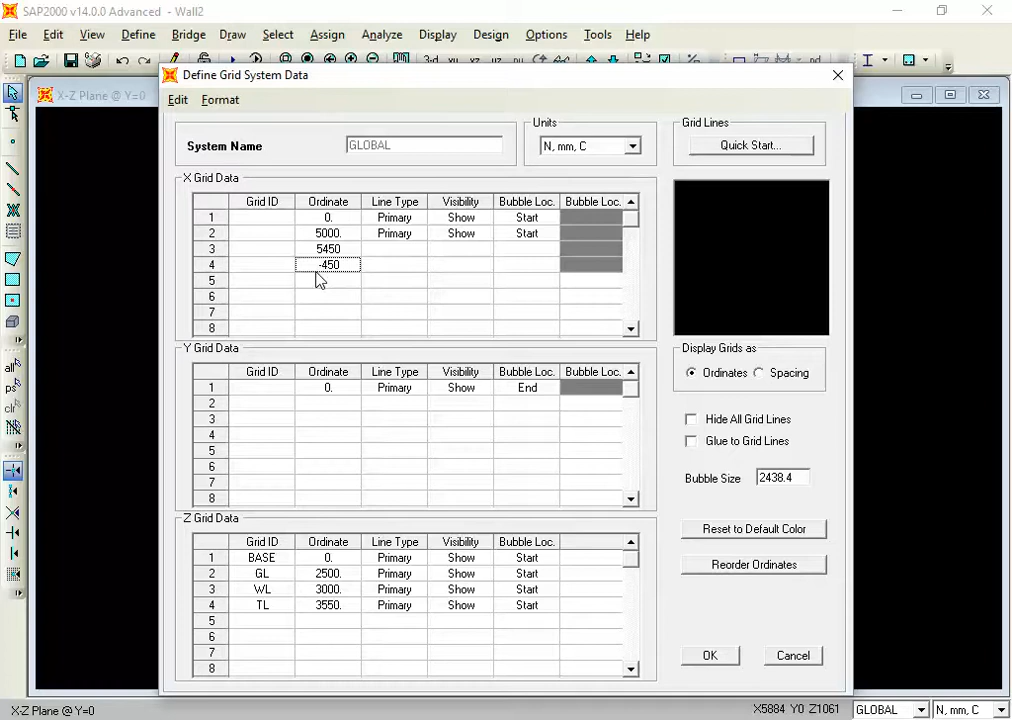 SAP2000 v14.0.0 Advanced - Wall2
File Edit View Define Bridge Draw Select Assign Analyze Display Design Options Tools Help
X-Z Plane @ Y=0
Define Grid System Data
Edit Format
System Name GLOBAL
Units
N, mm, C
Grid Lines
Quick Start...
X Grid Data
Grid ID Ordinate Line Type Visibility Bubble Loc. Bubble Loc.
1 0. Primary Show Start
2 5000. Primary Show Start
3 5450
4 -450
5
6
7
8
Y Grid Data
Grid ID Ordinate Line Type Visibility Bubble Loc. Bubble Loc.
1 0. Primary Show End
2
3
4
5
6
7
8
Display Grids as
Ordinates Spacing
Hide All Grid Lines
Glue to Grid Lines
Bubble Size 2438.4
Z Grid Data
Grid ID Ordinate Line Type Visibility Bubble Loc.
1 BASE 0. Primary Show Start
2 GL 2500. Primary Show Start
3 WL 3000. Primary Show Start
4 TL 3550. Primary Show Start
5
6
7
8
Reset to Default Color
Reorder Ordinates
OK Cancel
all
ps
clr
X-Z Plane @ Y=0 X5884 Y0 Z1061 GLOBAL N, mm, C